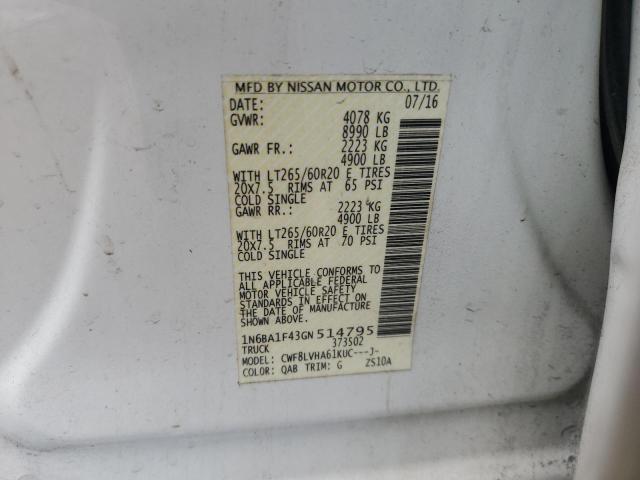 MFD BY NISSAN MOTOR CO., LTD.
DATE: 07/16
GVWR: 4078 KG
8990 LB
GAWR FR.: 2223 KG
4900 LB
WITH LT265/60R20 E TIRES
20X7.5 RIMS AT 65 PSI
COLD SINGLE
GAWR RR.: 2223 KG
4900 LB
WITH LT265/60R20 E TIRES
20X7.5 RIMS AT 70 PSI
COLD SINGLE
THIS VEHICLE CONFORMS TO
ALL APPLICABLE FEDERAL
MOTOR VEHICLE SAFETY
STANDARDS IN EFFECT ON
THE DATE OF MANUFACTURE
SHOWN ABOVE.
1N6BA1F43GN514795
TRUCK 373502
MODEL: CWF8LVHA61KUC---J-
COLOR: QAB TRIM: G ZS10A